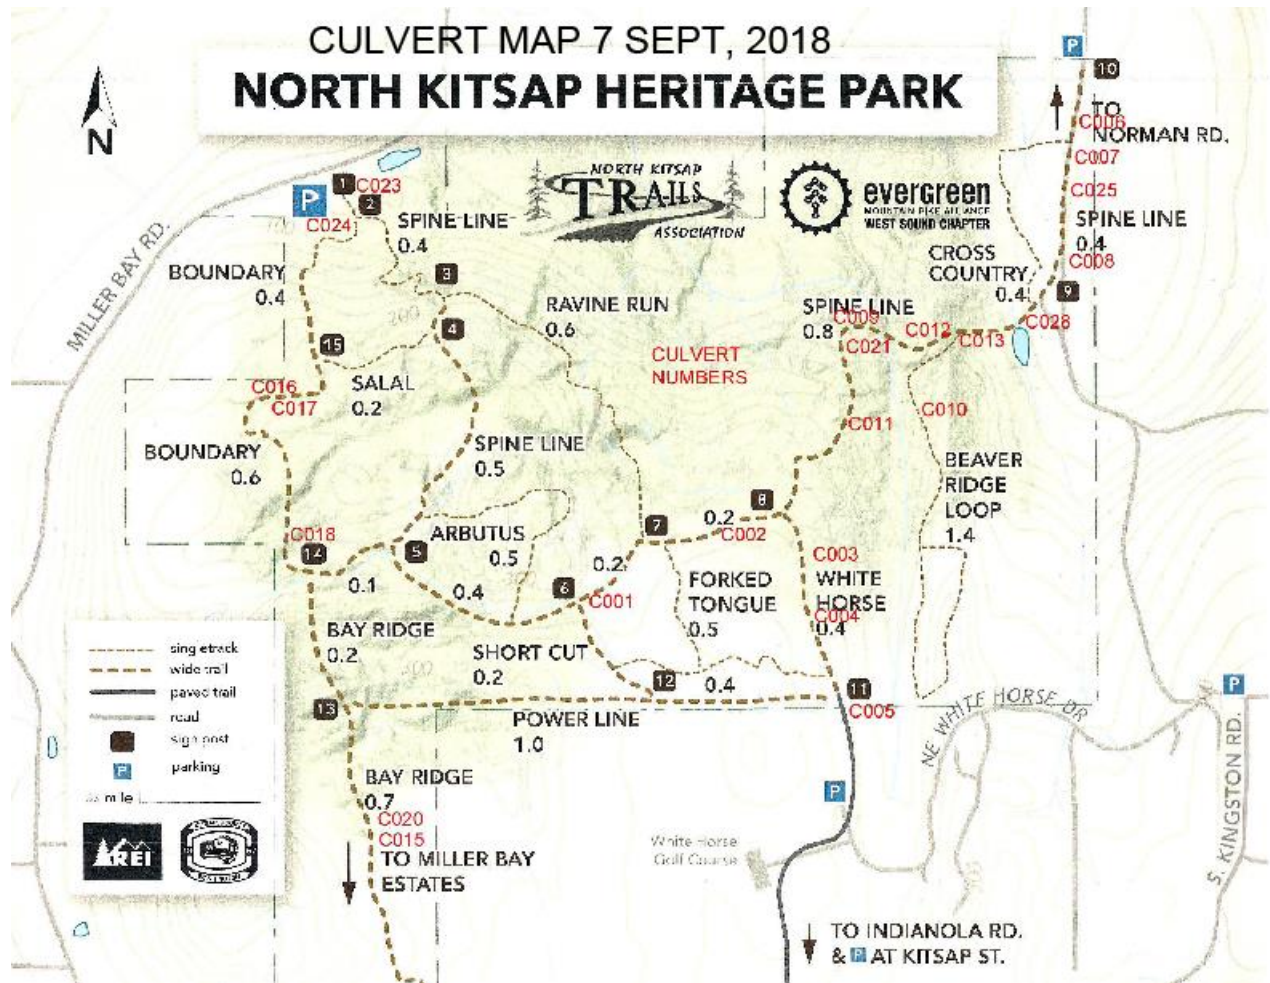 CULVERT MAP 7 SEPT, 2018
NORTH KITSAP HERITAGE PARK
N
P
10
TO
C006
NORMAN RD.
C007
C025
SPINE LINE
0.4
C008
9
NORTH KITSAP
TRAILS
ASSOCIATION
evergreen
MOUNTAIN BIKE ALLIANCE
WEST SOUND CHAPTER
1
C023
P
2
C024
SPINE LINE
0.4
3
MILLER BAY RD.
BOUNDARY
0.4
CROSS
COUNTRY
0.4
RAVINE RUN
0.6
SPINE LINE
0.8
C009
C012
C028
C021
C013
200
4
15
CULVERT
NUMBERS
C016
C017
SALAL
0.2
C010
C011
BOUNDARY
0.6
SPINE LINE
0.5
BEAVER
RIDGE
LOOP
1.4
8
7
0.2
C002
C018
14
5
ARBUTUS
0.5
0.1
0.4
6
0.2
C001
C003
FORKED
TONGUE
0.5
WHITE
HORSE
C004
0.4
BAY RIDGE
0.2
SHORT CUT
0.2
300
12
0.4
11
C005
13
POWER LINE
1.0
singletrack
wide trail
paved trail
road
sign post
P
parking
REI
BAY RIDGE
0.7
C020
C015
TO MILLER BAY
ESTATES
P
NE WHITE HORSE DR
P
S. KINGSTON RD.
White Horse
Golf Course
TO INDIANOLA RD.
& P AT KITSAP ST.